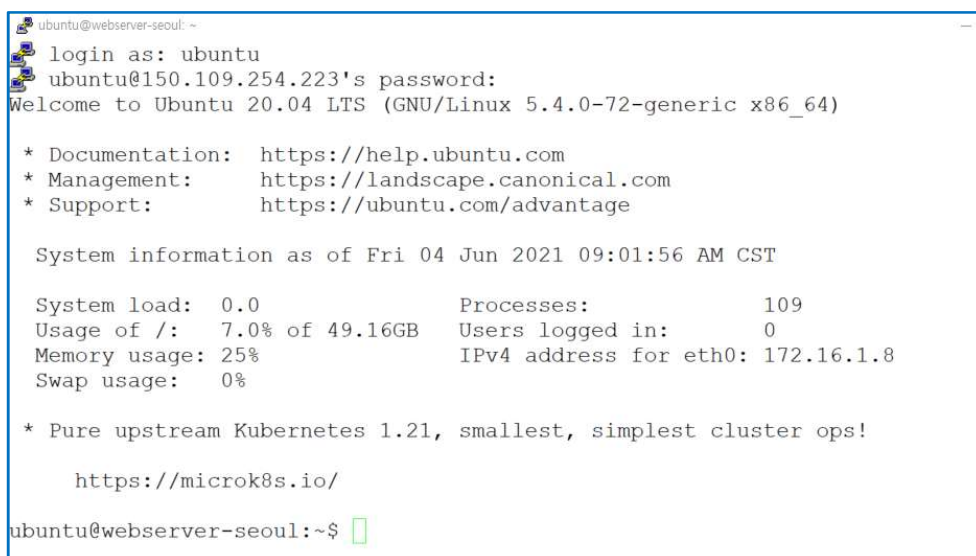 ubuntu@webserver-seoul: ~
login as: ubuntu
ubuntu@150.109.254.223's password:
Welcome to Ubuntu 20.04 LTS (GNU/Linux 5.4.0-72-generic x86_64)
* Documentation:  https://help.ubuntu.com
* Management:     https://landscape.canonical.com
* Support:        https://ubuntu.com/advantage
System information as of Fri 04 Jun 2021 09:01:56 AM CST
System load:  0.0                Processes:             109
Usage of /:   7.0% of 49.16GB   Users logged in:       0
Memory usage: 25%                IPv4 address for eth0: 172.16.1.8
Swap usage:   0%
* Pure upstream Kubernetes 1.21, smallest, simplest cluster ops!
https://microk8s.io/
ubuntu@webserver-seoul:~$